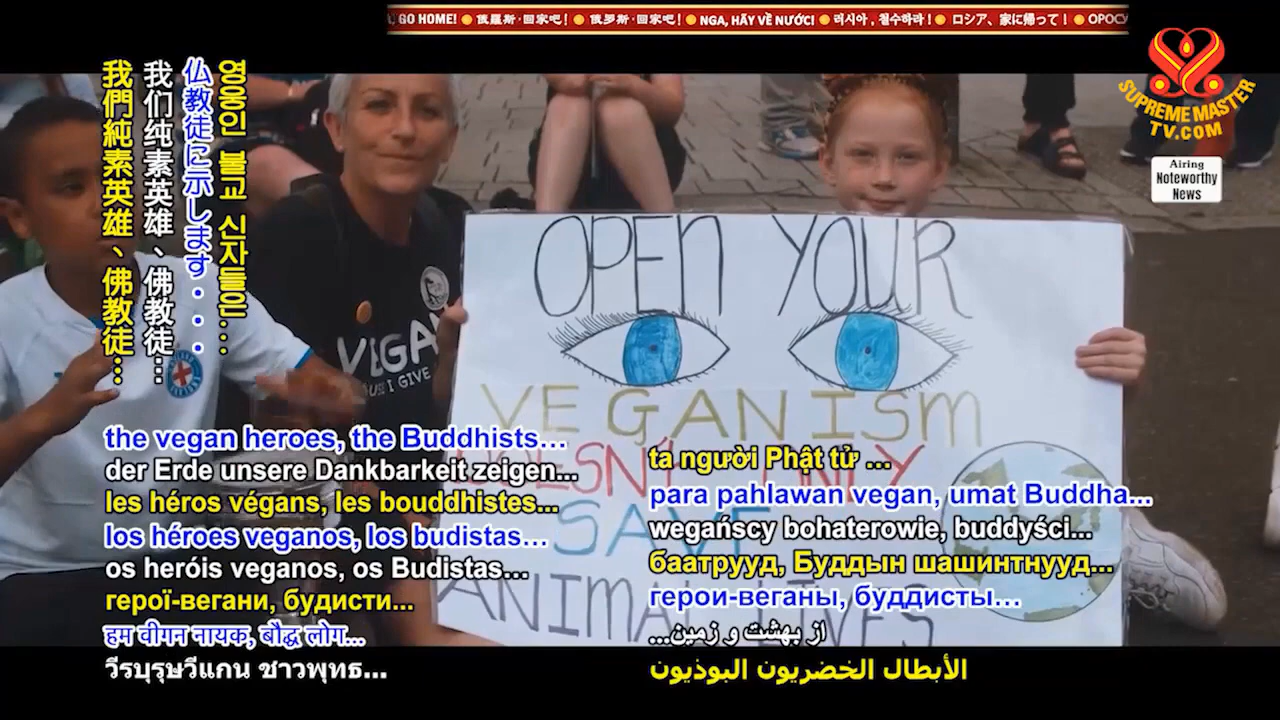 GO HOME! 俄羅斯，回家吧！ 俄罗斯，回家吧！ NGA, HÃY VỀ NƯỚC! 러시아, 철수하라! ロシア、家に帰って！
SUPREME MASTER
TV.COM
Airing
Noteworthy
News
我們純素英雄、佛教徒…
我们纯素英雄、佛教徒…
仏教徒に示します・・・
영웅인 불교 신자들은…
OPEN YOUR
VEGANISM
DOESN'T ONLY
SAVE
ANIMAL LIVES
VEGAN
I GIVE
the vegan heroes, the Buddhists…
der Erde unsere Dankbarkeit zeigen...
les héros végans, les bouddhistes...
los héroes veganos, los budistas…
os heróis veganos, os Budistas...
герої-вегани, будисти...
हम वीगन नायक, बौद्ध लोग...
วีรบุรุษวีแกน ชาวพุทธ...
ta người Phật tử …
para pahlawan vegan, umat Buddha...
wegańscy bohaterowie, buddyści...
баатрууд, Буддын шашинтнууд...
герои-веганы, буддисты…
از بهشت و زمین...
الأبطال الخضريون البوذيون